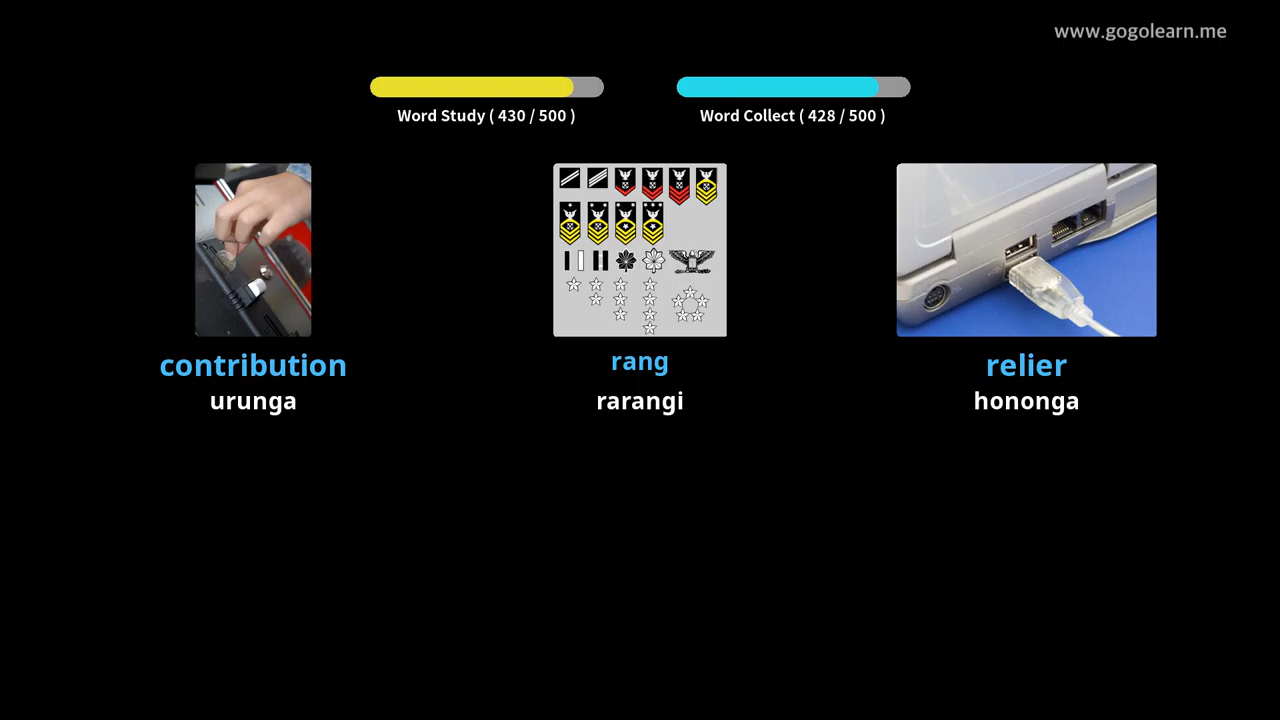 www.gogolearn.me
Word Study ( 430 / 500 )
Word Collect ( 428 / 500 )
contribution
urunga
rang
rarangi
relier
hononga